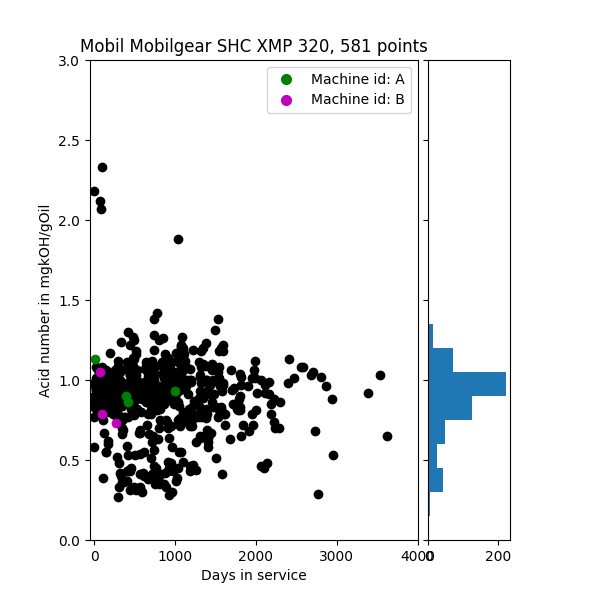 Mobil Mobilgear SHC XMP 320, 581 points
Machine id: A
Machine id: B
3.0
2.5
2.0
1.5
1.0
0.5
0.0
Acid number in mgkOH/gOil
0 1000 2000 3000 4000
0 200
Days in service